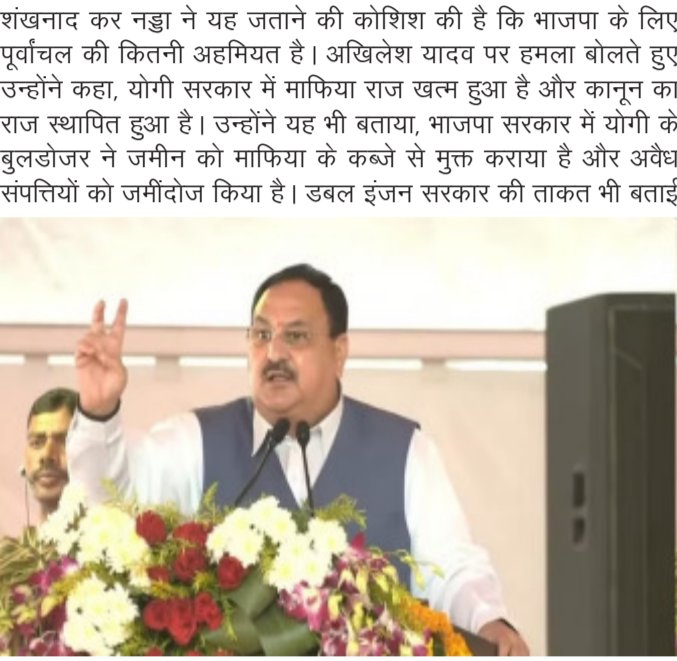 शंखनाद कर नड्डा ने यह जताने की कोशिश की है कि भाजपा के लिए
पूर्वांचल की कितनी अहमियत है। अखिलेश यादव पर हमला बोलते हुए
उन्होंने कहा, योगी सरकार में माफिया राज खत्म हुआ है और कानून का
राज स्थापित हुआ है। उन्होंने यह भी बताया, भाजपा सरकार में योगी के
बुलडोजर ने जमीन को माफिया के कब्जे से मुक्त कराया है और अवैध
संपत्तियों को जमींदोज किया है। डबल इंजन सरकार की ताकत भी बताई